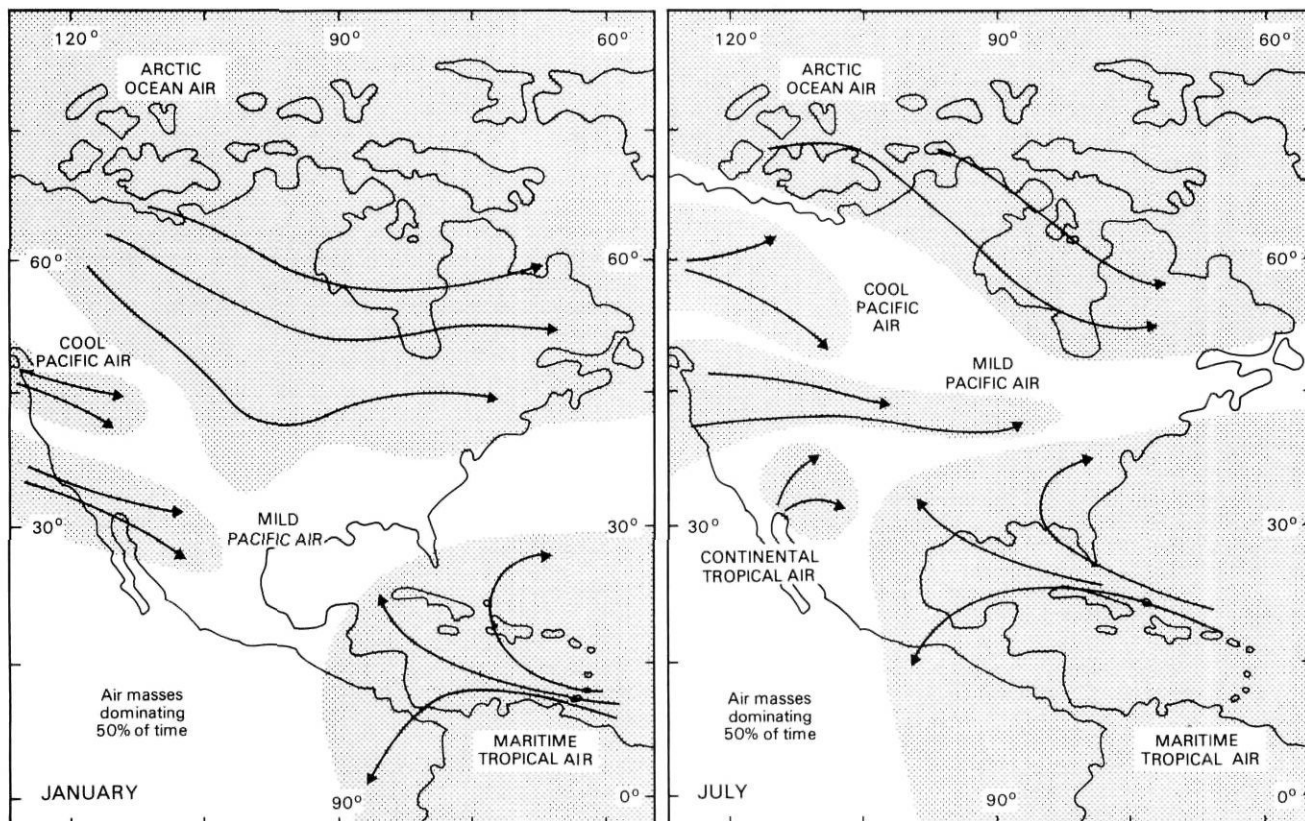 120°
90°
60°
ARCTIC
OCEAN AIR
60°
60°
COOL
PACIFIC AIR
MILD
PACIFIC AIR
30°
30°
Air masses
dominating
50% of time
MARITIME
TROPICAL AIR
JANUARY
90°
0°
120°
90°
60°
ARCTIC
OCEAN AIR
60°
60°
COOL
PACIFIC
AIR
MILD
PACIFIC AIR
30°
30°
CONTINENTAL
TROPICAL AIR
Air masses
dominating
50% of time
MARITIME
TROPICAL AIR
JULY
90°
0°